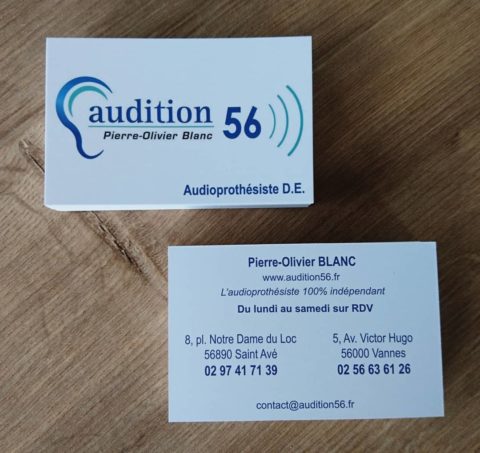 audition 56
Pierre-Olivier Blanc
Audioprothésiste D.E.
Pierre-Olivier BLANC
www.audition56.fr
L'audioprothésiste 100% indépendant
Du lundi au samedi sur RDV
8, pl. Notre Dame du Loc
56890 Saint Avé
02 97 41 71 39
5, Av. Victor Hugo
56000 Vannes
02 56 63 61 26
contact@audition56.fr